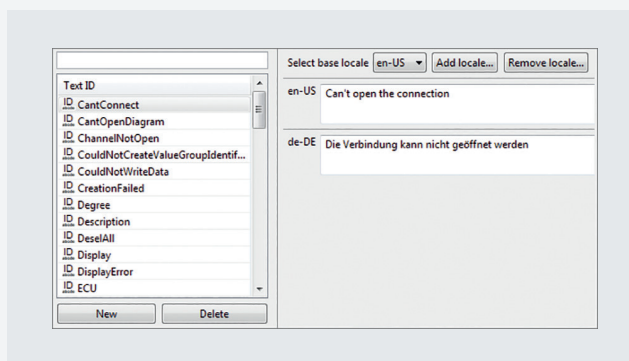 Text ID
CantConnect
CantOpenDiagram
ChannelNotOpen
CouldNotCreateValueGroupIdentif...
CouldNotWriteData
CreationFailed
Degree
Description
DeselAll
Display
DisplayError
ECU
New Delete
Select base locale en-US Add locale... Remove locale...
en-US Can't open the connection
de-DE Die Verbindung kann nicht geöffnet werden